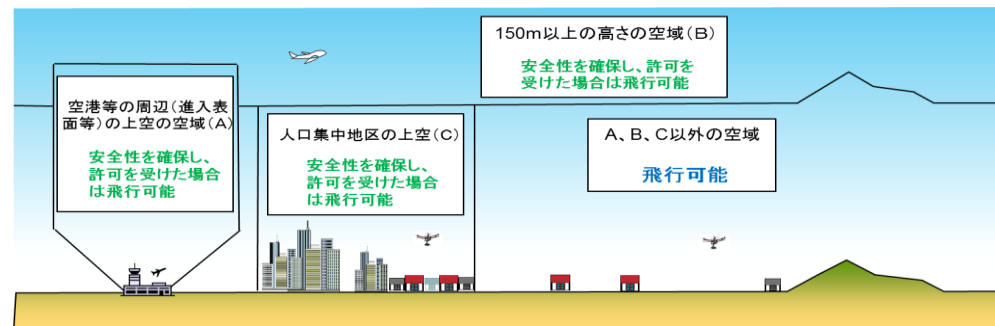 150m以上の高さの空域（B）
安全性を確保し、許可を
受けた場合は飛行可能
空港等の周辺（進入表
面等）の上空の空域（A）
安全性を確保し、
許可を受けた場合
は飛行可能
人口集中地区の上空（C）
安全性を確保し、
許可を受けた場合
は飛行可能
A、B、C以外の空域
飛行可能